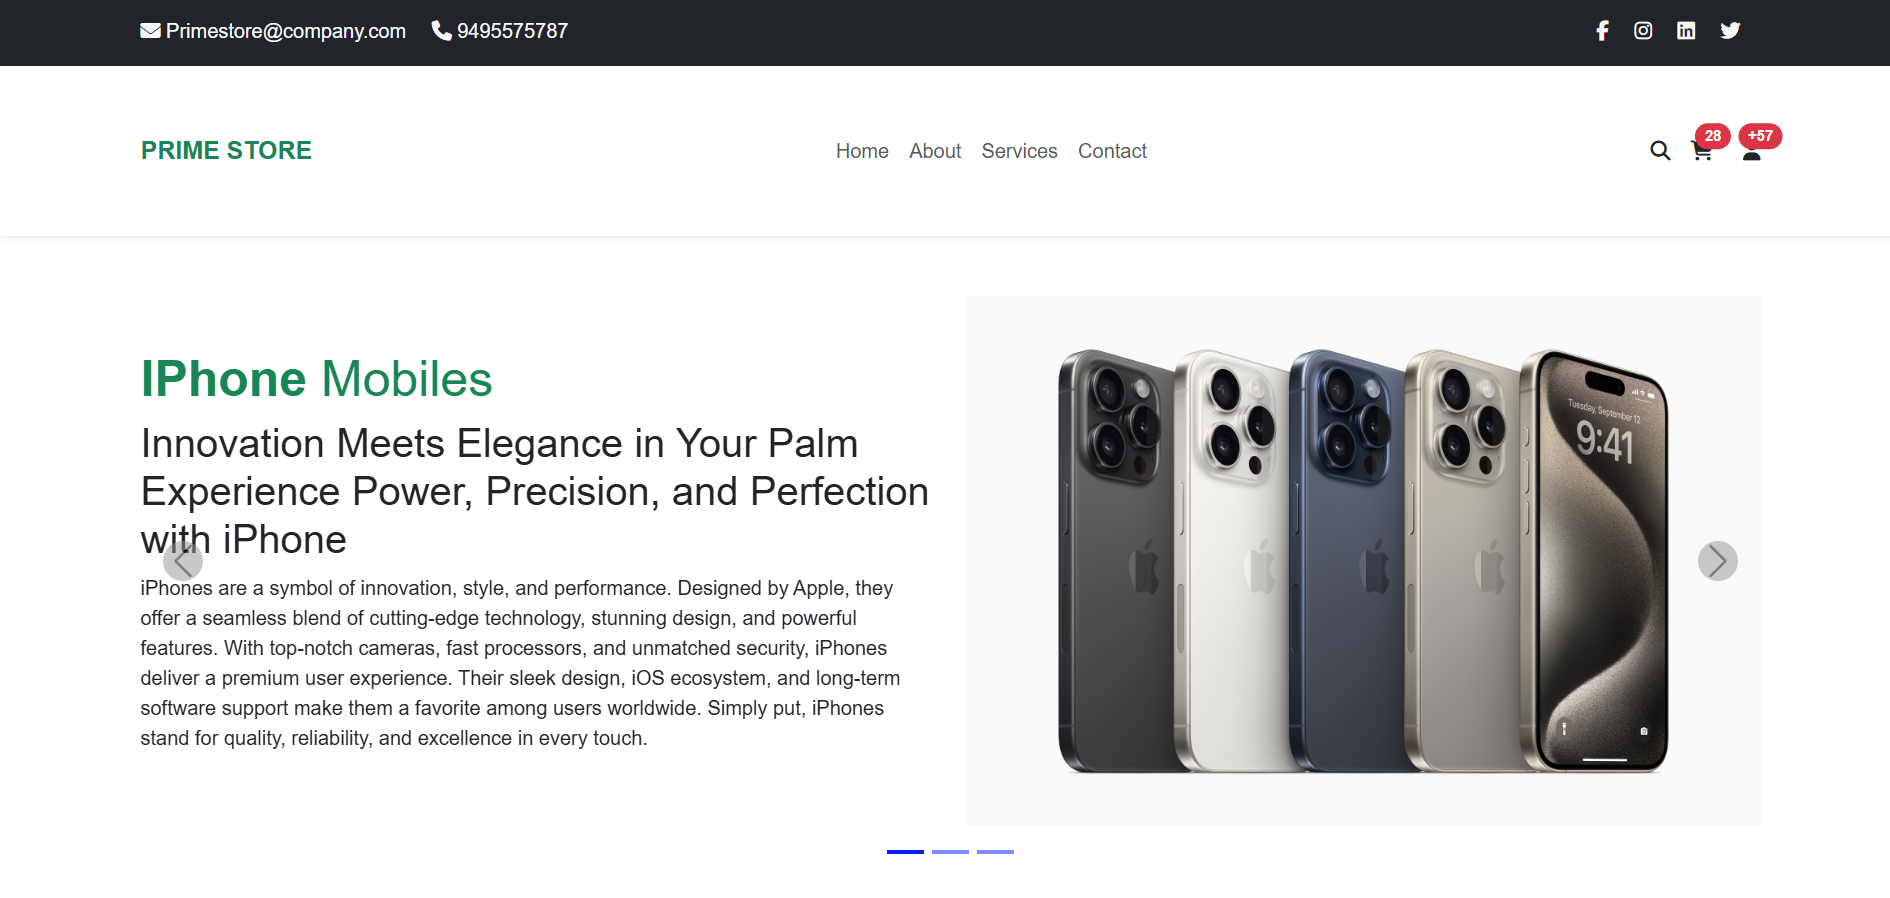 Primestore@company.com 9495575787
PRIME STORE
Home About Services Contact
28 +57
IPhone Mobiles
Innovation Meets Elegance in Your Palm
Experience Power, Precision, and Perfection
with iPhone
iPhones are a symbol of innovation, style, and performance. Designed by Apple, they
offer a seamless blend of cutting-edge technology, stunning design, and powerful
features. With top-notch cameras, fast processors, and unmatched security, iPhones
deliver a premium user experience. Their sleek design, iOS ecosystem, and long-term
software support make them a favorite among users worldwide. Simply put, iPhones
stand for quality, reliability, and excellence in every touch.
Tuesday, September 12
9:41